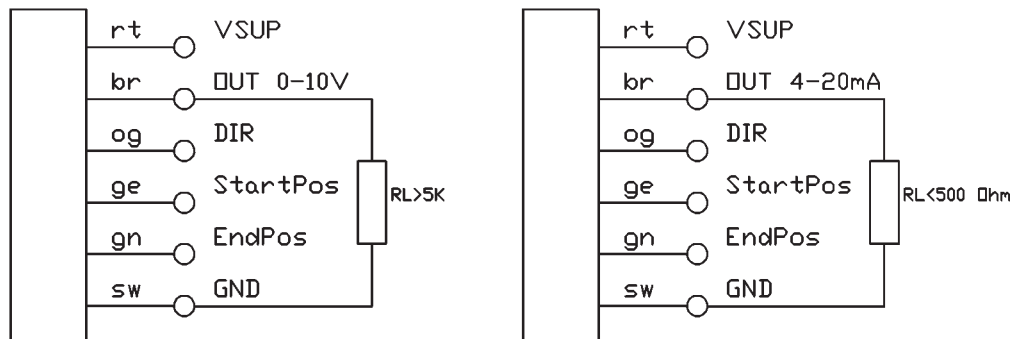 rt VSUP
br OUT 0-10V
og DIR
ge StartPos
RL>5K
gn EndPos
sw GND
rt VSUP
br OUT 4-20mA
og DIR
ge StartPos
RL<500 Ohm
gn EndPos
sw GND